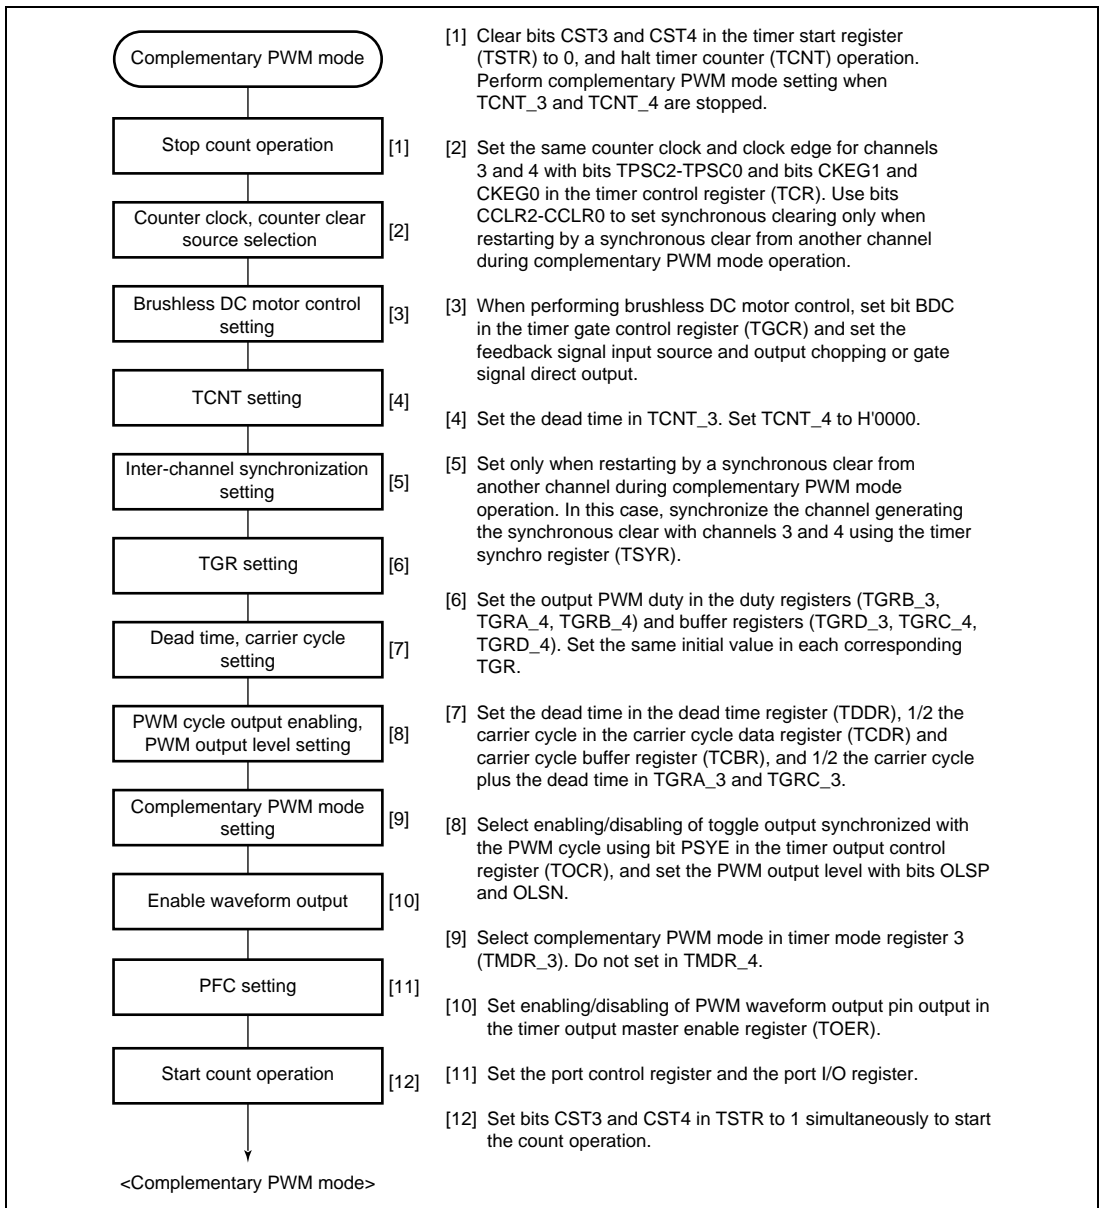 Complementary PWM mode
Stop count operation
[1]
Counter clock, counter clear
source selection
[2]
Brushless DC motor control
setting
[3]
TCNT setting
[4]
Inter-channel synchronization
setting
[5]
TGR setting
[6]
Dead time, carrier cycle
setting
[7]
PWM cycle output enabling,
PWM output level setting
[8]
Complementary PWM mode
setting
[9]
Enable waveform output
[10]
PFC setting
[11]
Start count operation
[12]
<Complementary PWM mode>
[1] Clear bits CST3 and CST4 in the timer start register
(TSTR) to 0, and halt timer counter (TCNT) operation.
Perform complementary PWM mode setting when
TCNT_3 and TCNT_4 are stopped.
[2] Set the same counter clock and clock edge for channels
3 and 4 with bits TPSC2-TPSC0 and bits CKEG1 and
CKEG0 in the timer control register (TCR). Use bits
CCLR2-CCLR0 to set synchronous clearing only when
restarting by a synchronous clear from another channel
during complementary PWM mode operation.
[3] When performing brushless DC motor control, set bit BDC
in the timer gate control register (TGCR) and set the
feedback signal input source and output chopping or gate
signal direct output.
[4] Set the dead time in TCNT_3. Set TCNT_4 to H'0000.
[5] Set only when restarting by a synchronous clear from
another channel during complementary PWM mode
operation. In this case, synchronize the channel generating
the synchronous clear with channels 3 and 4 using the timer
synchro register (TSYR).
[6] Set the output PWM duty in the duty registers (TGRB_3,
TGRA_4, TGRB_4) and buffer registers (TGRD_3, TGRC_4,
TGRD_4). Set the same initial value in each corresponding
TGR.
[7] Set the dead time in the dead time register (TDDR), 1/2 the
carrier cycle in the carrier cycle data register (TCDR) and
carrier cycle buffer register (TCBR), and 1/2 the carrier cycle
plus the dead time in TGRA_3 and TGRC_3.
[8] Select enabling/disabling of toggle output synchronized with
the PWM cycle using bit PSYE in the timer output control
register (TOCR), and set the PWM output level with bits OLSP
and OLSN.
[9] Select complementary PWM mode in timer mode register 3
(TMDR_3). Do not set in TMDR_4.
[10] Set enabling/disabling of PWM waveform output pin output in
the timer output master enable register (TOER).
[11] Set the port control register and the port I/O register.
[12] Set bits CST3 and CST4 in TSTR to 1 simultaneously to start
the count operation.